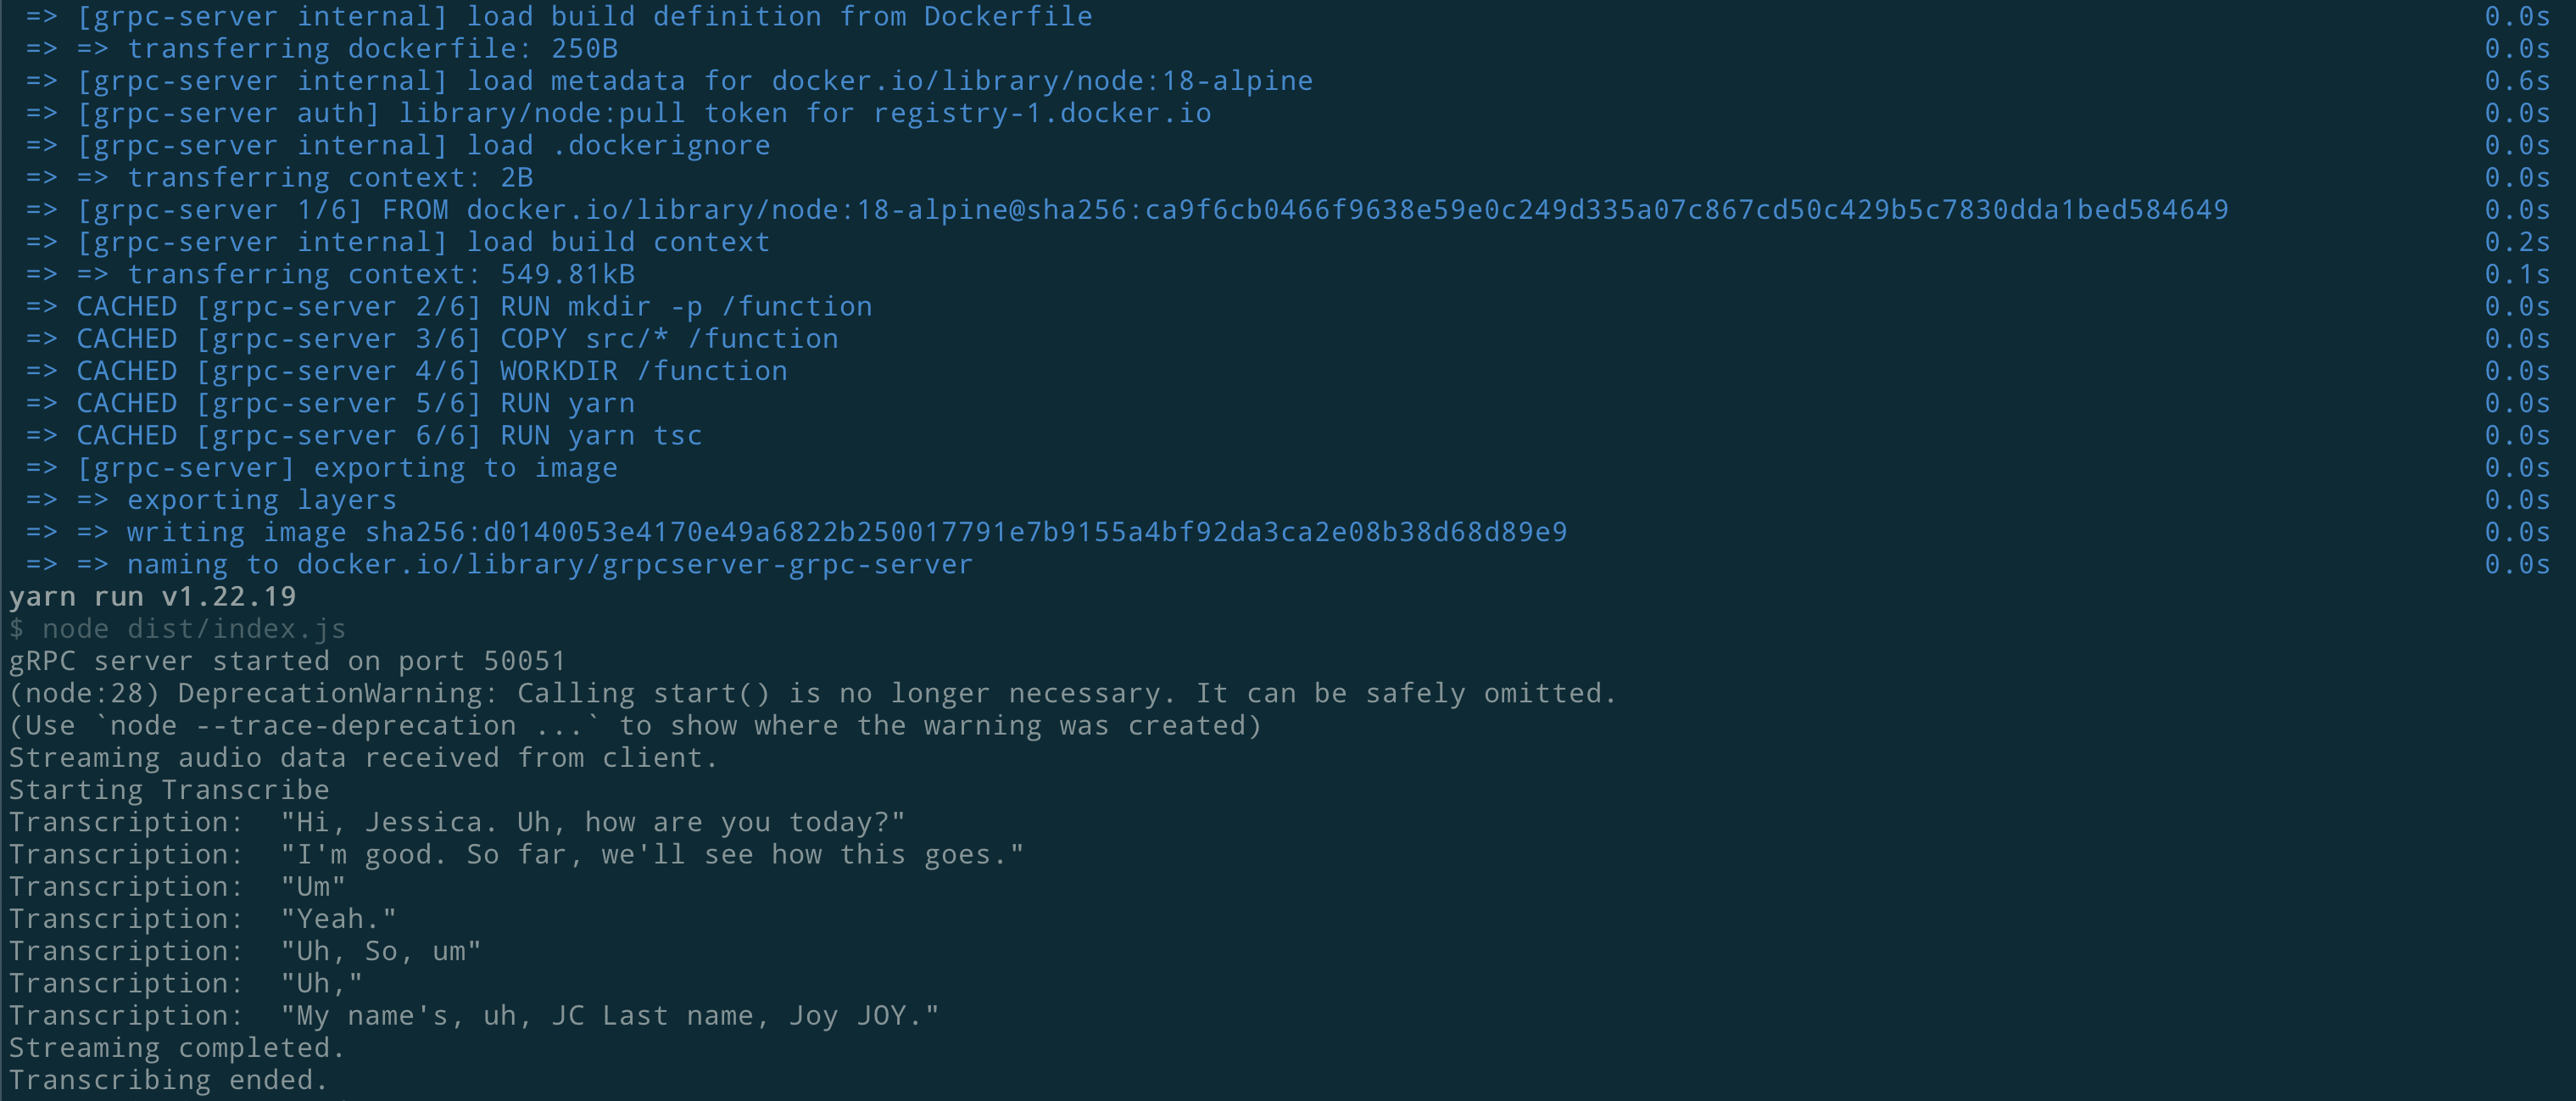 => [grpc-server internal] load build definition from Dockerfile 0.0s
=> => transferring dockerfile: 250B 0.0s
=> [grpc-server internal] load metadata for docker.io/library/node:18-alpine 0.6s
=> [grpc-server auth] library/node:pull token for registry-1.docker.io 0.0s
=> [grpc-server internal] load .dockerignore 0.0s
=> => transferring context: 2B 0.0s
=> [grpc-server 1/6] FROM docker.io/library/node:18-alpine@sha256:ca9f6cb0466f9638e59e0c249d335a07c867cd50c429b5c7830dda1bed584649 0.0s
=> [grpc-server internal] load build context 0.2s
=> => transferring context: 549.81kB 0.1s
=> CACHED [grpc-server 2/6] RUN mkdir -p /function 0.0s
=> CACHED [grpc-server 3/6] COPY src/* /function 0.0s
=> CACHED [grpc-server 4/6] WORKDIR /function 0.0s
=> CACHED [grpc-server 5/6] RUN yarn 0.0s
=> CACHED [grpc-server 6/6] RUN yarn tsc 0.0s
=> [grpc-server] exporting to image 0.0s
=> => exporting layers 0.0s
=> => writing image sha256:d0140053e4170e49a6822b250017791e7b9155a4bf92da3ca2e08b38d68d89e9 0.0s
=> => naming to docker.io/library/grpcserver-grpc-server 0.0s
yarn run v1.22.19
$ node dist/index.js
gRPC server started on port 50051
(node:28) DeprecationWarning: Calling start() is no longer necessary. It can be safely omitted.
(Use `node --trace-deprecation ...` to show where the warning was created)
Streaming audio data received from client.
Starting Transcribe
Transcription:  "Hi, Jessica. Uh, how are you today?"
Transcription:  "I'm good. So far, we'll see how this goes."
Transcription:  "Um"
Transcription:  "Yeah."
Transcription:  "Uh, So, um"
Transcription:  "Uh,"
Transcription:  "My name's, uh, JC Last name, Joy JOY."
Streaming completed.
Transcribing ended.